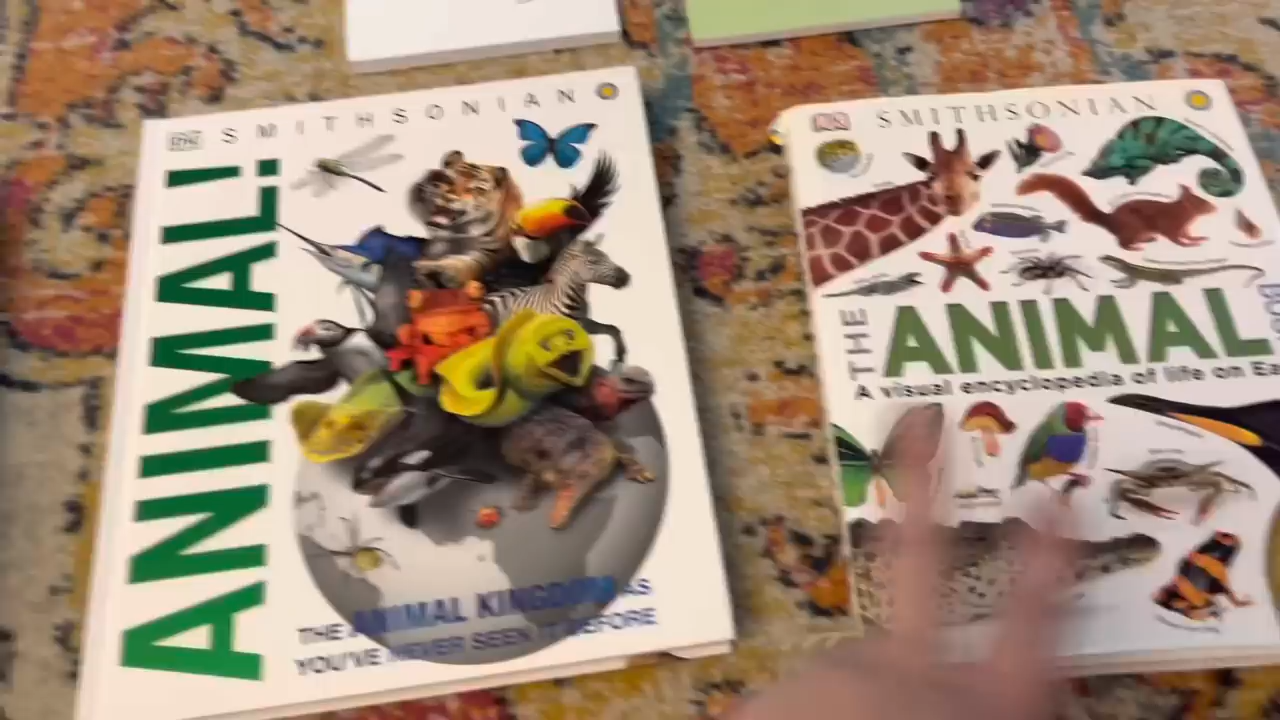 DK SMITHSONIAN
ANIMAL!
THE ANIMAL KINGDOM AS
YOU'VE NEVER SEEN IT BEFORE
DK SMITHSONIAN
THE ANIMAL
A visual encyclopedia of life on Ea